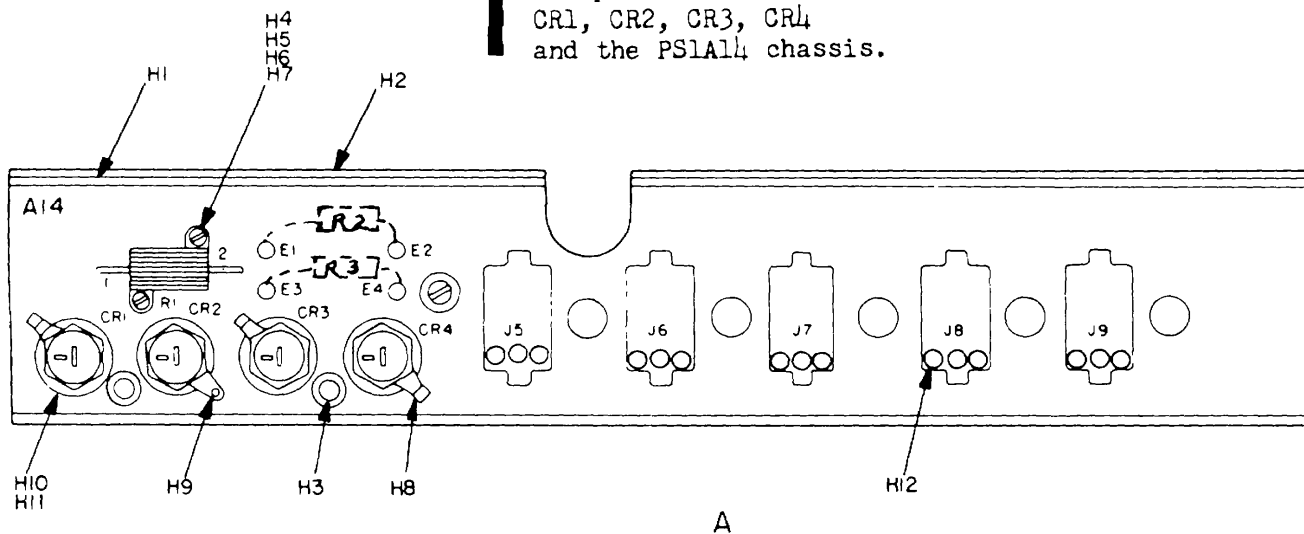 CR1, CR2, CR3, CR4
and the PS1A14 chassis.
H4
H5
H6
H7
H1
H2
A14
R2
E1
E2
2
R3
1
E3
E4
R1
CR1
CR2
CR3
CR4
J5
J6
J7
J8
J9
H10
H11
H9
H3
H8
H12
A